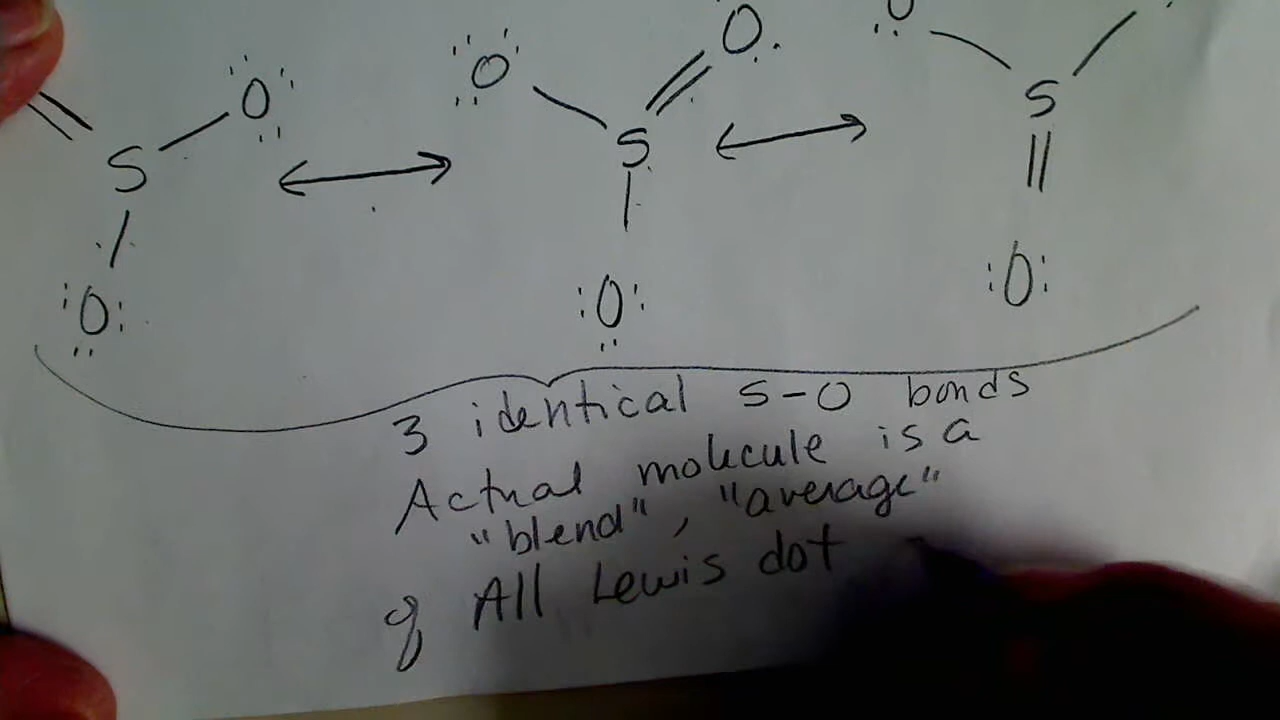 O O O
O S S S
O O O
3 identical S-O bonds
Actual molecule is a
"blend", "average"
of All Lewis dot